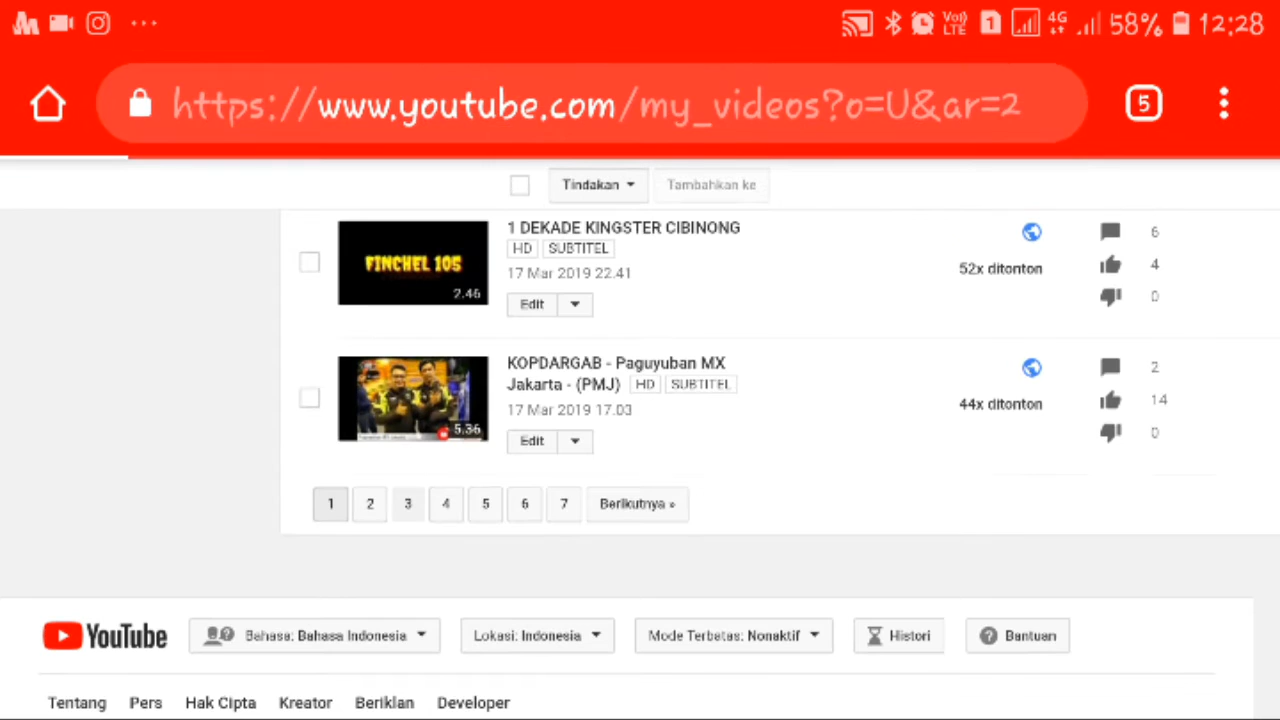 VoI) 1 4G 58% 12:28
LTE
https://www.youtube.com/my_videos?o=U&ar=2 5
Tindakan Tambahkan ke
1 DEKADE KINGSTER CIBINONG
HD SUBTITEL
17 Mar 2019 22.41
Edit
FINCHEL 105
2.46
52x ditonton
6
4
0
KOPDARGAB - Paguyuban MX
Jakarta - (PMJ) HD SUBTITEL
17 Mar 2019 17.03
Edit
5.36
44x ditonton
2
14
0
1 2 3 4 5 6 7 Berikutnya »
YouTube Bahasa: Bahasa Indonesia Lokasi: Indonesia Mode Terbatas: Nonaktif Histori Bantuan
Tentang Pers Hak Cipta Kreator Beriklan Developer